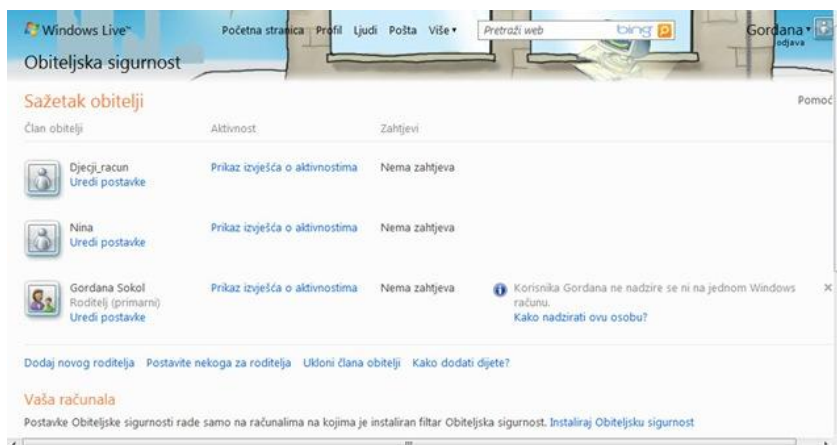 Windows Live™ Početna stranica Profil Ljudi Pošta Više Pretraži web bing Gordana
odjava
Obiteljska sigurnost
Sažetak obitelji Pomoć
Član obitelji Aktivnost Zahtjevi
Djecji_racun Prikaz izvješća o aktivnostima Nema zahtjeva
Uredi postavke
Nina Prikaz izvješća o aktivnostima Nema zahtjeva
Uredi postavke
Gordana Sokol Prikaz izvješća o aktivnostima Nema zahtjeva Korisnika Gordana ne nadzire se ni na jednom Windows
Roditelj (primarni) računu.
Uredi postavke Kako nadzirati ovu osobu?
Dodaj novog roditelja Postavite nekoga za roditelja Ukloni člana obitelji Kako dodati dijete?
Vaša računala
Postavke Obiteljske sigurnosti rade samo na računalima na kojima je instaliran filtar Obiteljska sigurnost. Instaliraj Obiteljsku sigurnost